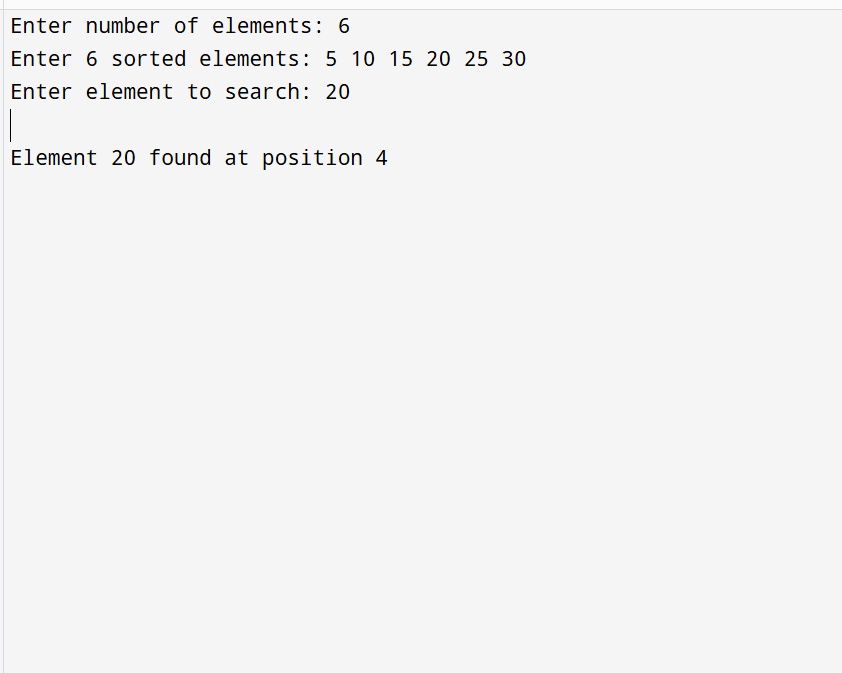 Enter number of elements: 6
Enter 6 sorted elements: 5 10 15 20 25 30
Enter element to search: 20
Element 20 found at position 4